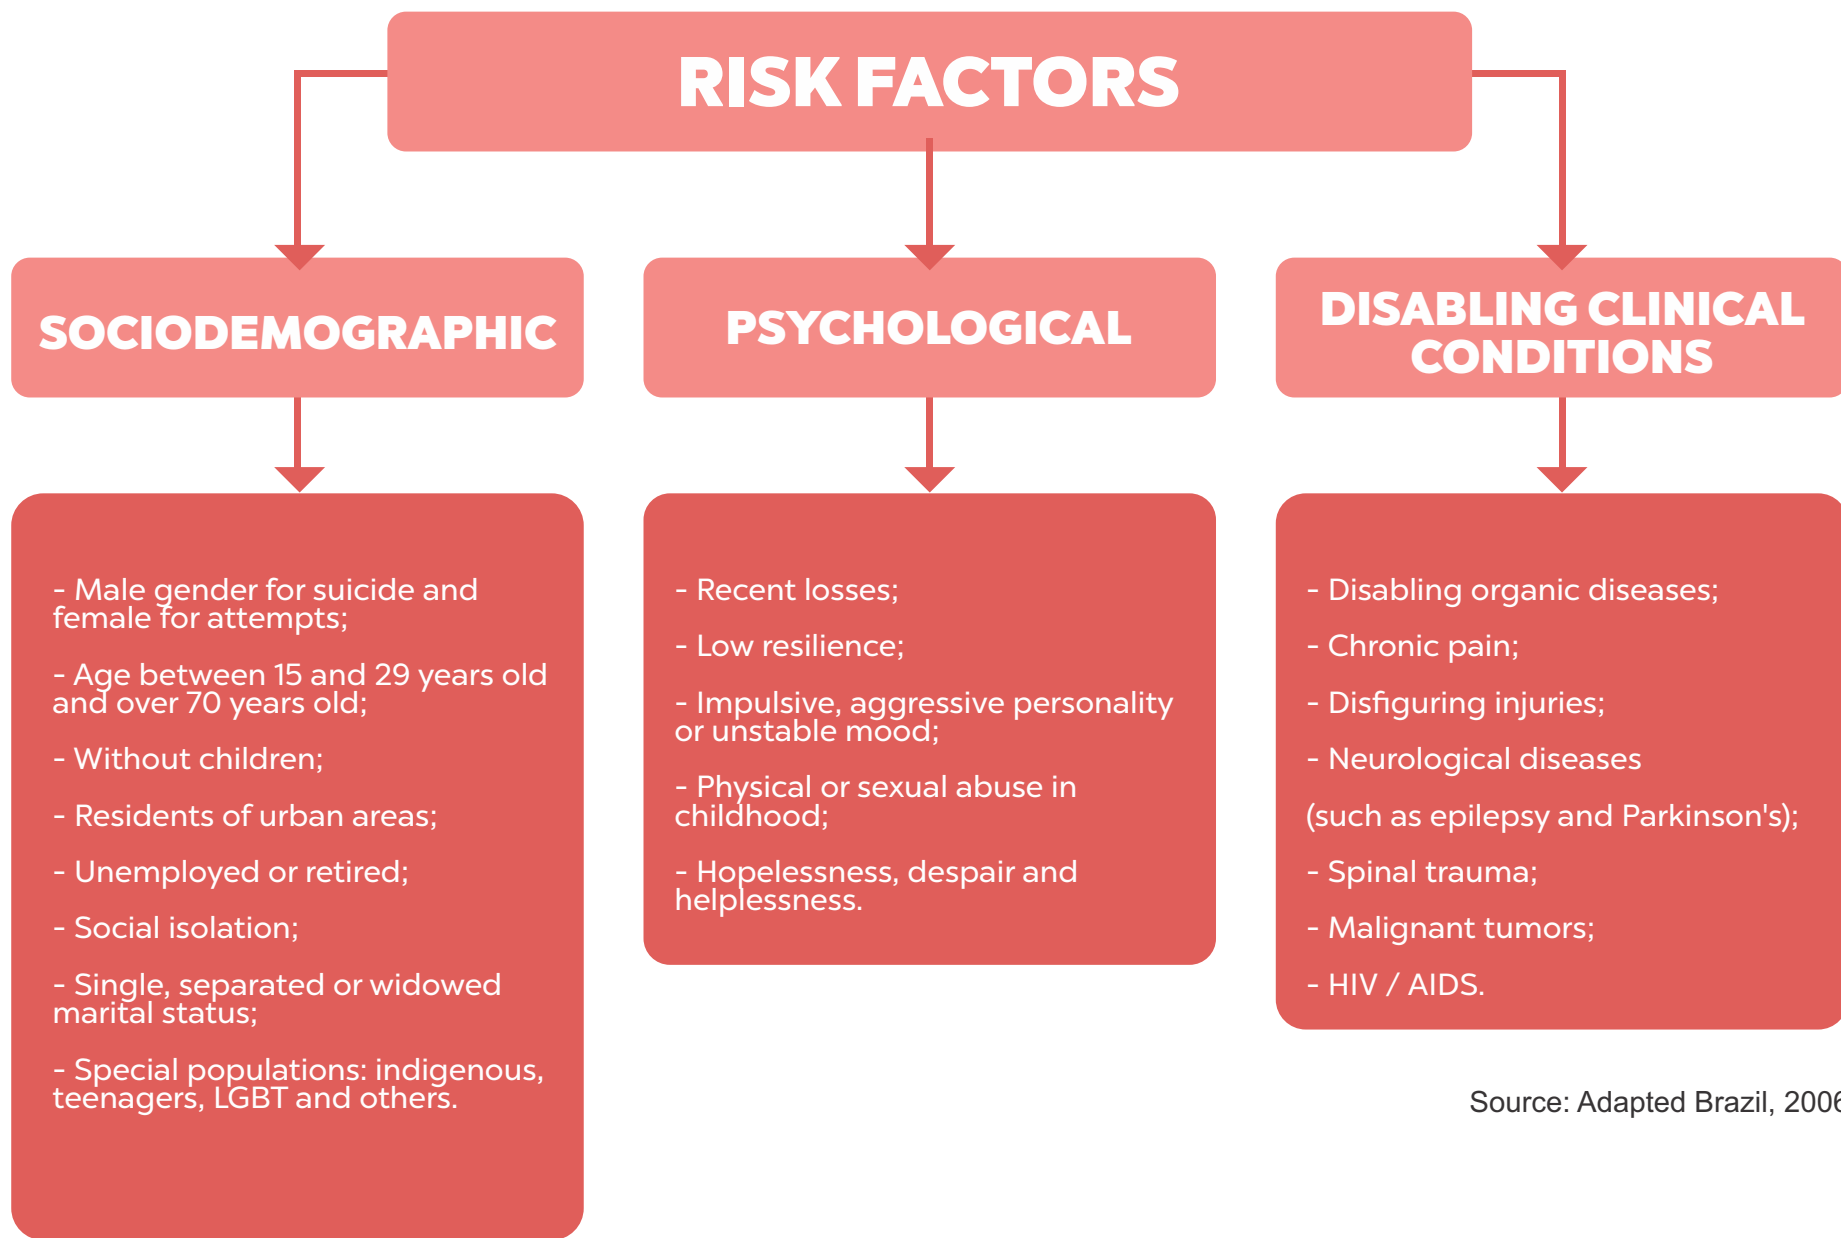 RISK FACTORS
SOCIODEMOGRAPHIC
- Male gender for suicide and
female for attempts;
- Age between 15 and 29 years old
and over 70 years old;
- Without children;
- Residents of urban areas;
- Unemployed or retired;
- Social isolation;
- Single, separated or widowed
marital status;
- Special populations: indigenous,
teenagers, LGBT and others.
PSYCHOLOGICAL
- Recent losses;
- Low resilience;
- Impulsive, aggressive personality
or unstable mood;
- Physical or sexual abuse in
childhood;
- Hopelessness, despair and
helplessness.
DISABLING CLINICAL
CONDITIONS
- Disabling organic diseases;
- Chronic pain;
- Disfiguring injuries;
- Neurological diseases
(such as epilepsy and Parkinson's);
- Spinal trauma;
- Malignant tumors;
- HIV / AIDS.
Source: Adapted Brazil, 2006